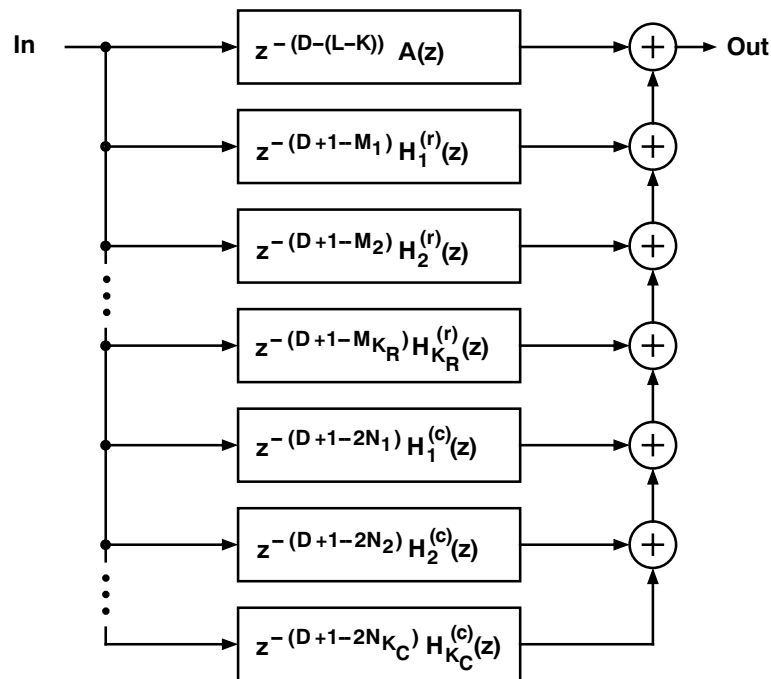 In z^{–(D–(L–K))} A(z) Out
z^{–(D+1–M_1)} H_1^{(r)}(z)
z^{–(D+1–M_2)} H_2^{(r)}(z)
z^{–(D+1–M_{K_R})} H_{K_R}^{(r)}(z)
z^{–(D+1–2N_1)} H_1^{(c)}(z)
z^{–(D+1–2N_2)} H_2^{(c)}(z)
z^{–(D+1–2N_{K_C})} H_{K_C}^{(c)}(z)